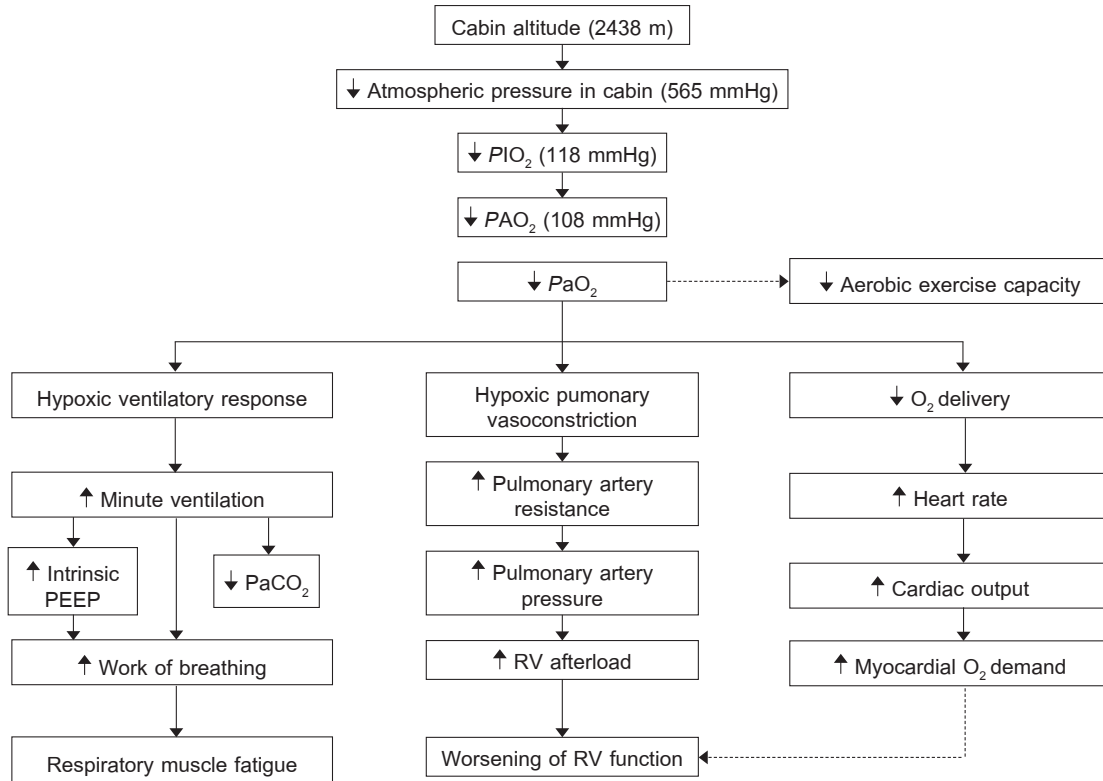 Cabin altitude (2438 m)
↓ Atmospheric pressure in cabin (565 mmHg)
↓ PIO₂ (118 mmHg)
↓ PAO₂ (108 mmHg)
↓ PaO₂
↓ Aerobic exercise capacity
Hypoxic ventilatory response
Hypoxic pulmonary
vasoconstriction
↓ O₂ delivery
↑ Minute ventilation
↑ Pulmonary artery
resistance
↑ Heart rate
↑ Intrinsic
PEEP
↓ PaCO₂
↑ Pulmonary artery
pressure
↑ Cardiac output
↑ Work of breathing
↑ RV afterload
↑ Myocardial O₂ demand
Respiratory muscle fatigue
Worsening of RV function